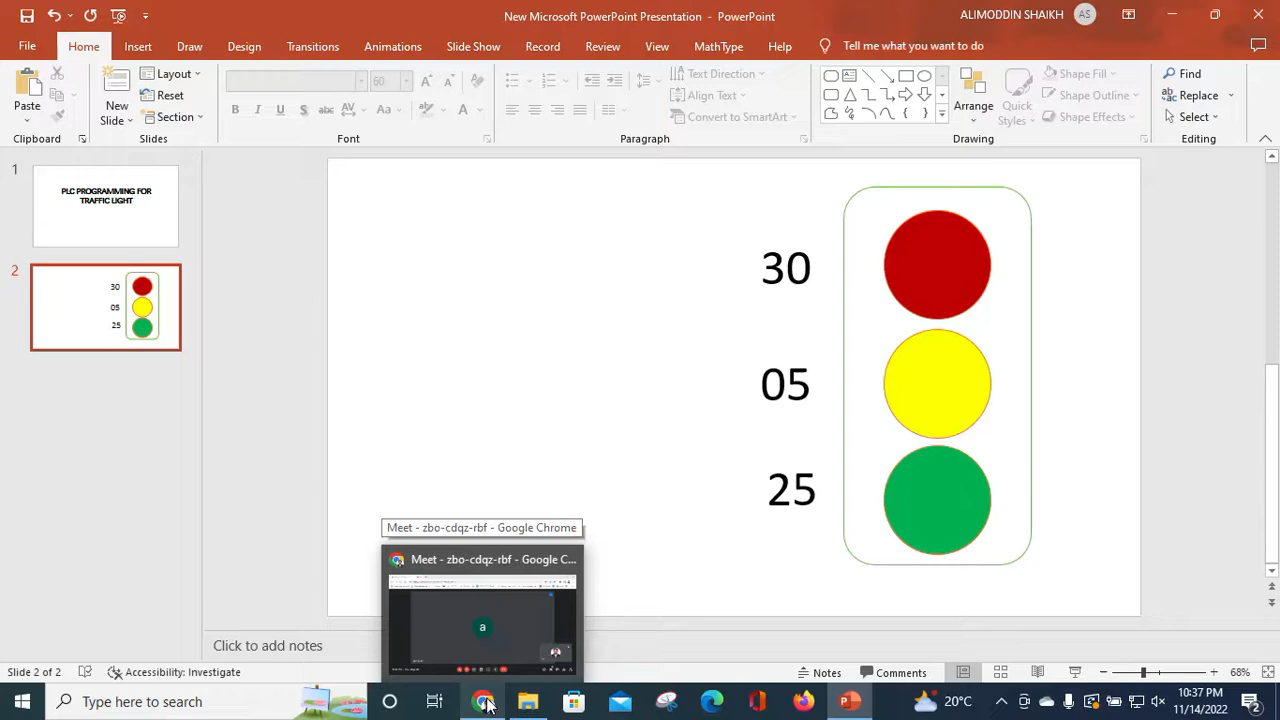 New Microsoft PowerPoint Presentation - PowerPoint
ALIMODDIN SHAIKH AS
File Home Insert Draw Design Transitions Animations Slide Show Record Review View MathType Help Tell me what you want to do
Paste
Clipboard
New Slide
Layout
Reset
Section
Slides
60
B I U S abc AV Aa A
Font
Text Direction
Align Text
Convert to SmartArt
Paragraph
Arrange
Quick Styles
Shape Fill
Shape Outline
Shape Effects
Drawing
Find
Replace
Select
Editing
1
PLC PROGRAMMING FOR
TRAFFIC LIGHT
2
30
05
25
30
05
25
Meet - zbo-cdqz-rbf - Google Chrome
Meet - zbo-cdqz-rbf - Google C...
a
Click to add notes
Slide 2 of 2 Accessibility: Investigate Notes Comments 68%
Type here to search
20°C
10:37 PM
11/14/2022
2